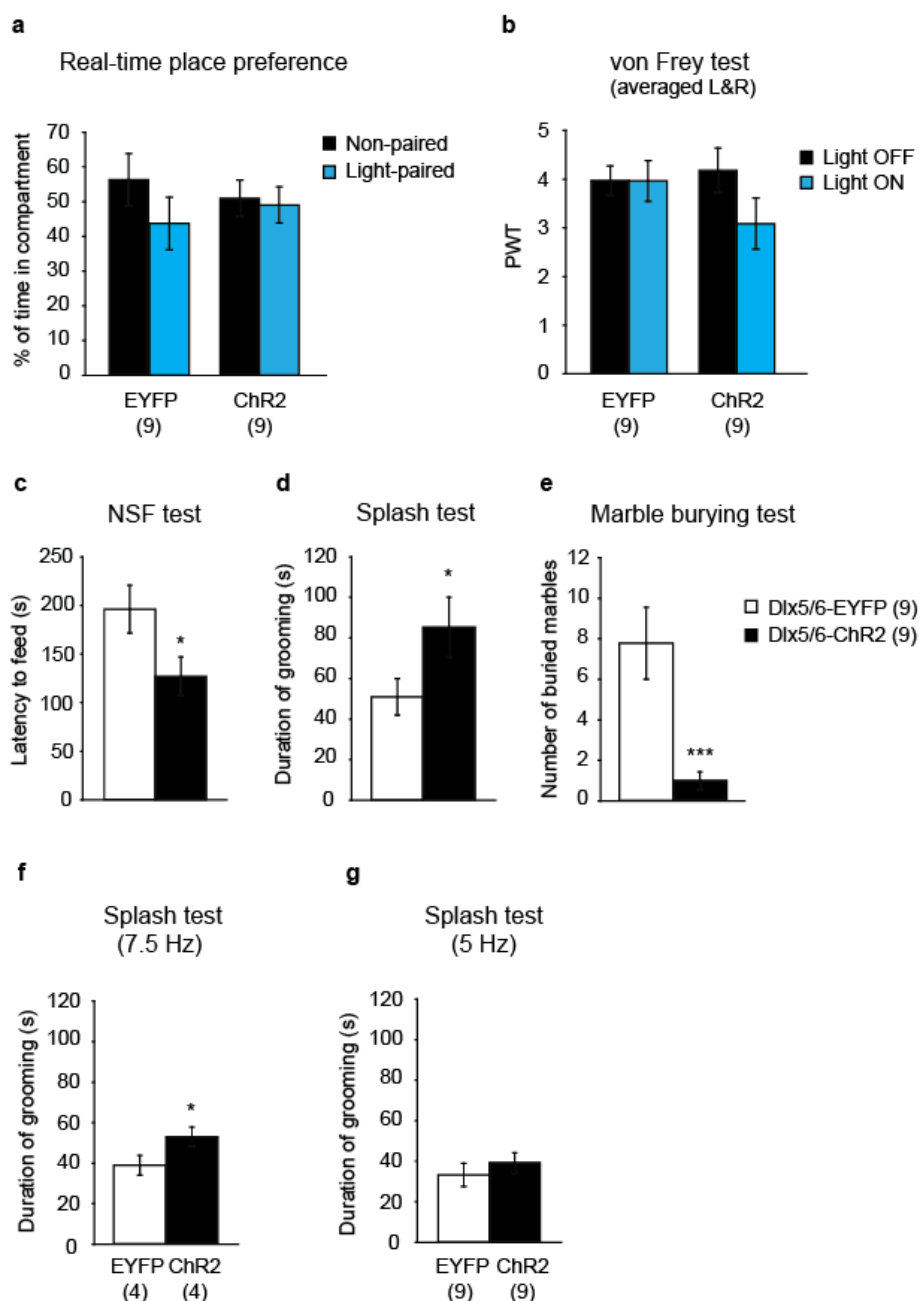 a
Real-time place preference
% of time in compartment
70
60
50
40
30
20
10
0
Non-paired
Light-paired
EYFP
(9)
ChR2
(9)
b
von Frey test
(averaged L&R)
PWT
5
4
3
2
1
0
Light OFF
Light ON
EYFP
(9)
ChR2
(9)
c
NSF test
Latency to feed (s)
250
200
150
100
50
0
*
d
Splash test
Duration of grooming (s)
120
100
80
60
40
20
0
*
e
Marble burying test
Number of buried marbles
12
10
8
6
4
2
0
***
Dlx5/6-EYFP (9)
Dlx5/6-ChR2 (9)
f
Splash test
(7.5 Hz)
Duration of grooming (s)
120
100
80
60
40
20
0
*
EYFP ChR2
(4) (4)
g
Splash test
(5 Hz)
Duration of grooming (s)
120
100
80
60
40
20
0
EYFP ChR2
(9) (9)